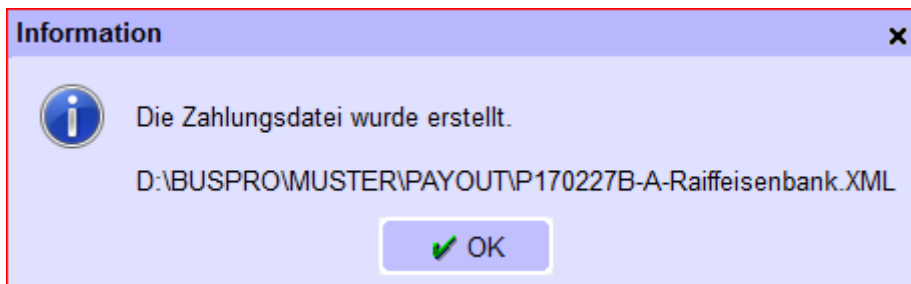 Information
Die Zahlungsdatei wurde erstellt.
D:\BUSPRO\MUSTER\PAYOUT\P170227B-A-Raiffeisenbank.XML
OK